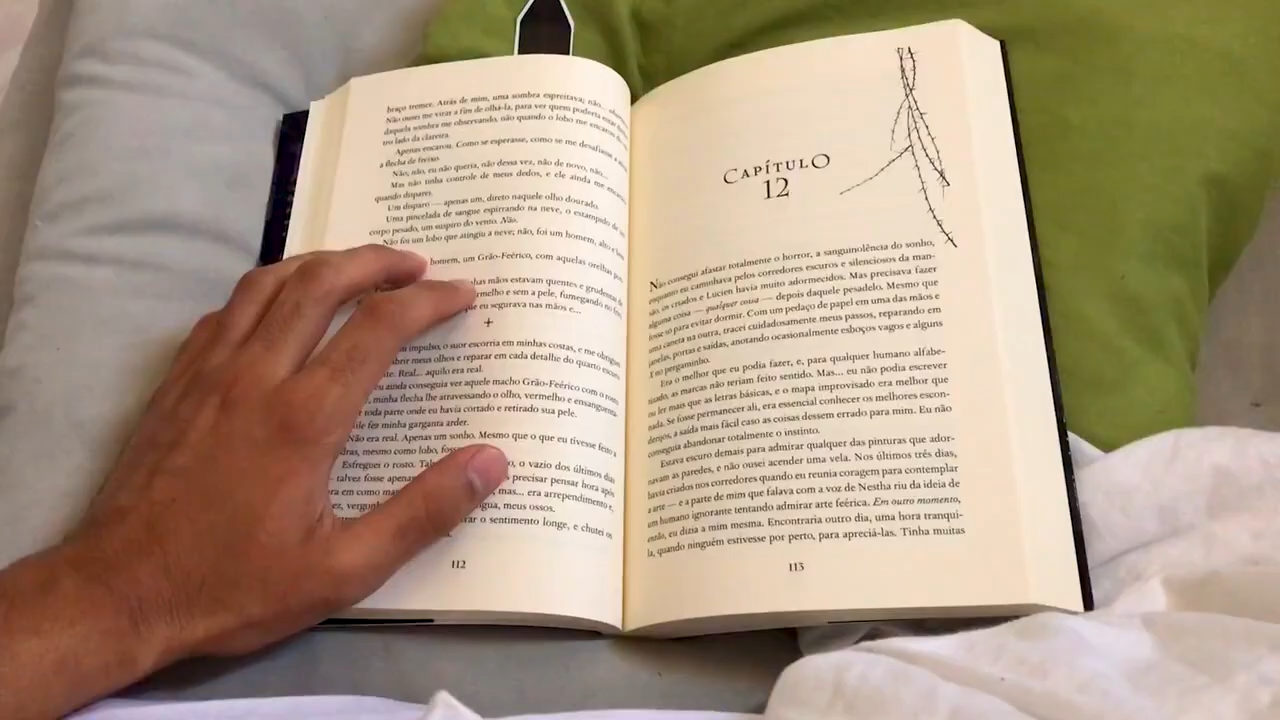 braço tremer. Atrás de mim, uma sombra espreitava; não...
Não ousei me virar a fim de olhá-la, para ver quem poderia estar
daquela sombra me observando, não quando o lobo me encarou do
tro lado da clareira.
Apenas encarou. Como se esperasse, como se me desafiasse a
a flecha de freixo.
Não, não, eu não queria, não dessa vez, não de novo, não...
Mas não tinha controle de meus dedos, e ele ainda me
quando disparei.
Um disparo — apenas um, direto naquele olho dourado.
Uma pincelada de sangue espirrando na neve, o estampido de um
corpo pesado, um suspiro do vento. Não.
Não foi um lobo que atingiu a neve; não, foi um homem, alto e
homem, um Grão-Feérico, com aquelas orelhas
mãos estavam quentes e grudentas
e sem a pele, fumegando no
que eu segurava nas mãos e...
+
impulso, o suor escorria em minhas costas, e me obriguei
abrir meus olhos e reparar em cada detalhe do quarto escuro
Real... aquilo era real.
eu ainda conseguia ver aquele macho Grão-Feérico com o rosto
minha flecha lhe atravessando o olho, vermelho e ensanguenta-
toda parte onde eu havia cortado e retirado sua pele.
fez minha garganta arder.
Não era real. Apenas um sonho. Mesmo que o que eu tivesse feito a
mesmo como lobo,
Esfreguei o rosto. o vazio dos últimos dias
talvez fosse precisar pensar hora após
em como mas... era arrependimento e,
meus ossos.
o sentimento longe, e chutei os
112
CAPÍTULO
12
Não consegui afastar totalmente o horror, a sanguinolência do sonho,
enquanto eu caminhava pelos corredores escuros e silenciosos da man-
são, os criados e Lucien havia muito adormecidos. Mas precisava fazer
alguma coisa — qualquer coisa — depois daquele pesadelo. Mesmo que
fosse só para evitar dormir. Com um pedaço de papel em uma das mãos e
uma caneta na outra, tracei cuidadosamente meus passos, reparando em
janelas, portas e saídas, anotando ocasionalmente esboços vagos e alguns
X no pergaminho.
Era o melhor que eu podia fazer, e, para qualquer humano alfabe-
tizado, as marcas não teriam feito sentido. Mas... eu não podia escrever
ou ler mais que as letras básicas, e o mapa improvisado era melhor que
nada. Se fosse permanecer ali, era essencial conhecer os melhores escon-
derijos, a saída mais fácil caso as coisas dessem errado para mim. Eu não
conseguia abandonar totalmente o instinto.
Estava escuro demais para admirar qualquer das pinturas que ador-
navam as paredes, e não ousei acender uma vela. Nos últimos três dias,
havia criados nos corredores quando eu reunia coragem para contemplar
a arte — e a parte de mim que falava com a voz de Nestha riu da ideia de
um humano ignorante tentando admirar arte feérica. Em outro momento,
então, eu dizia a mim mesma. Encontraria outro dia, uma hora tranqui-
la, quando ninguém estivesse por perto, para apreciá-las. Tinha muitas
113